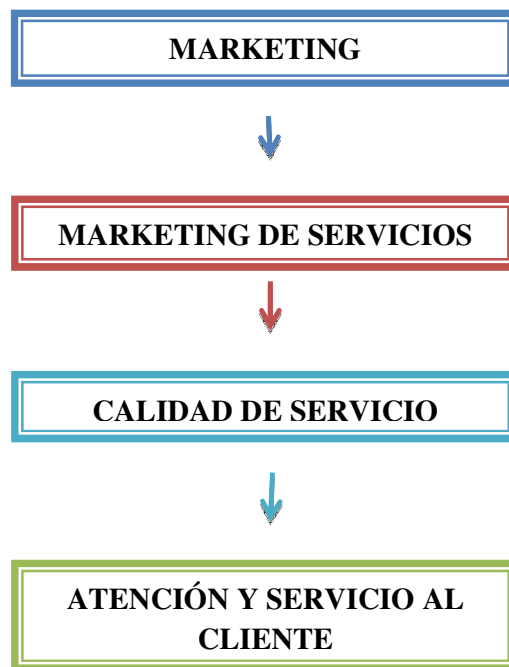 MARKETING
MARKETING DE SERVICIOS
CALIDAD DE SERVICIO
ATENCIÓN Y SERVICIO AL
CLIENTE